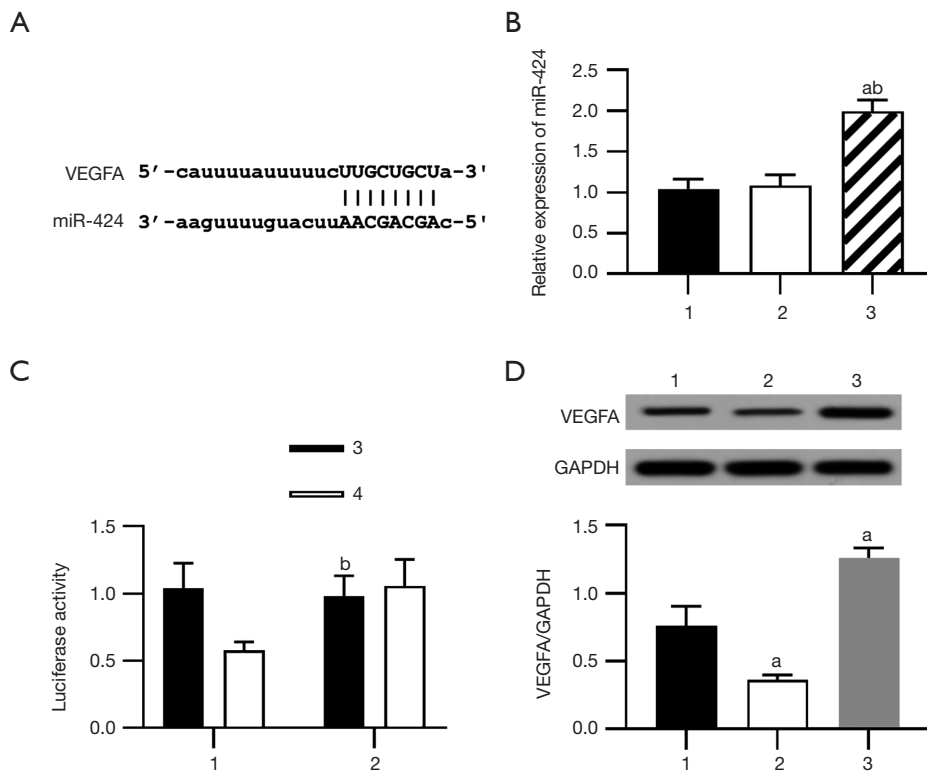 A
VEGFA 5’-cauuuuauuuuucUUGCUGCUa-3'
miR-424 3’-aaguuuuguacuuAACGACGAc-5'
B
Relative expression of miR-424
2.5
2.0
1.5
1.0
0.5
0.0
ab
1 2 3
C
3
4
Luciferase activity
1.5
1.0
0.5
0.0
b
1 2
D
1 2 3
VEGFA
GAPDH
VEGFA/GAPDH
1.5
1.0
0.5
0.0
a
a
1 2 3